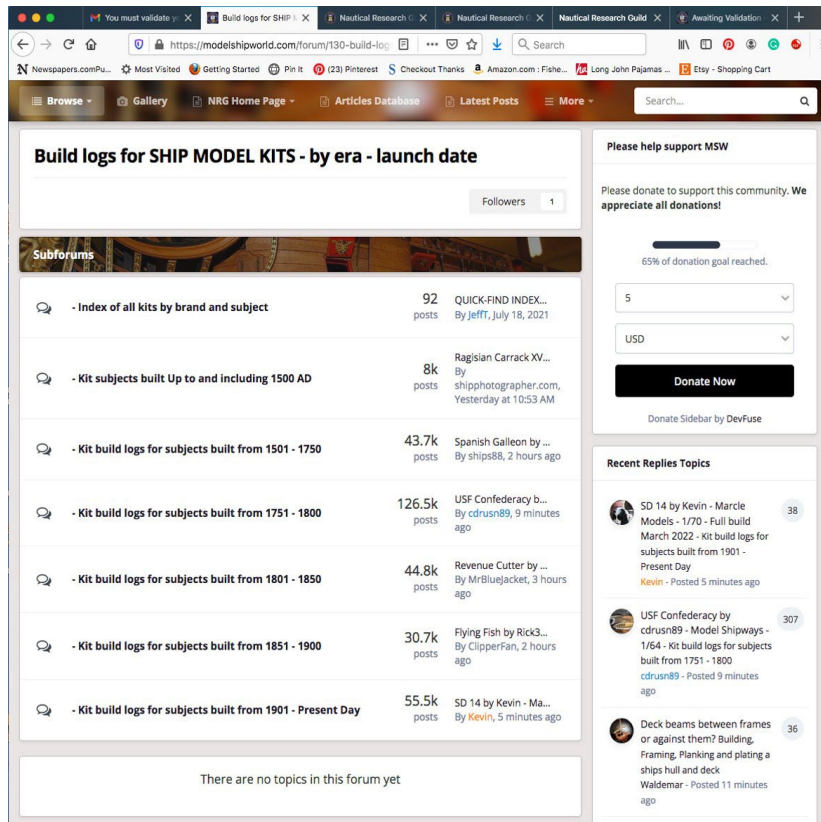 You must validate yo
Build logs for SHIP M
Nautical Research G
Nautical Research G
Nautical Research Guild
Awaiting Validation
https://modelshipworld.com/forum/130-build-log
Search
Newspapers.comPu...
Most Visited
Getting Started
Pin It
(23) Pinterest
Checkout Thanks
Amazon.com : Fishe...
Long John Pajamas ...
Etsy - Shopping Cart
Browse
Gallery
NRG Home Page
Articles Database
Latest Posts
More
Search...
Build logs for SHIP MODEL KITS - by era - launch date
Followers 1
Subforums
- Index of all kits by brand and subject
92
posts
QUICK-FIND INDEX...
By JeffT, July 18, 2021
- Kit subjects built Up to and including 1500 AD
8k
posts
Ragisian Carrack XV...
By
shipphotographer.com,
Yesterday at 10:53 AM
- Kit build logs for subjects built from 1501 - 1750
43.7k
posts
Spanish Galleon by ...
By ships88, 2 hours ago
- Kit build logs for subjects built from 1751 - 1800
126.5k
posts
USF Confederacy b...
By cdrusn89, 9 minutes
ago
- Kit build logs for subjects built from 1801 - 1850
44.8k
posts
Revenue Cutter by ...
By MrBlueJacket, 3 hours
ago
- Kit build logs for subjects built from 1851 - 1900
30.7k
posts
Flying Fish by Rick3...
By ClipperFan, 2 hours
ago
- Kit build logs for subjects built from 1901 - Present Day
55.5k
posts
SD 14 by Kevin - Ma...
By Kevin, 5 minutes ago
There are no topics in this forum yet
Please help support MSW
Please donate to support this community. We
appreciate all donations!
65% of donation goal reached.
5
USD
Donate Now
Donate Sidebar by DevFuse
Recent Replies Topics
SD 14 by Kevin - Marcle
Models - 1/70 - Full build
March 2022 - Kit build logs for
subjects built from 1901 -
Present Day
Kevin - Posted 5 minutes ago
38
USF Confederacy by
cdrusn89 - Model Shipways -
1/64 - Kit build logs for subjects
built from 1751 - 1800
cdrusn89 - Posted 9 minutes
ago
307
Deck beams between frames
or against them? Building,
Framing, Planking and plating a
ships hull and deck
Waldemar - Posted 11 minutes
ago
36